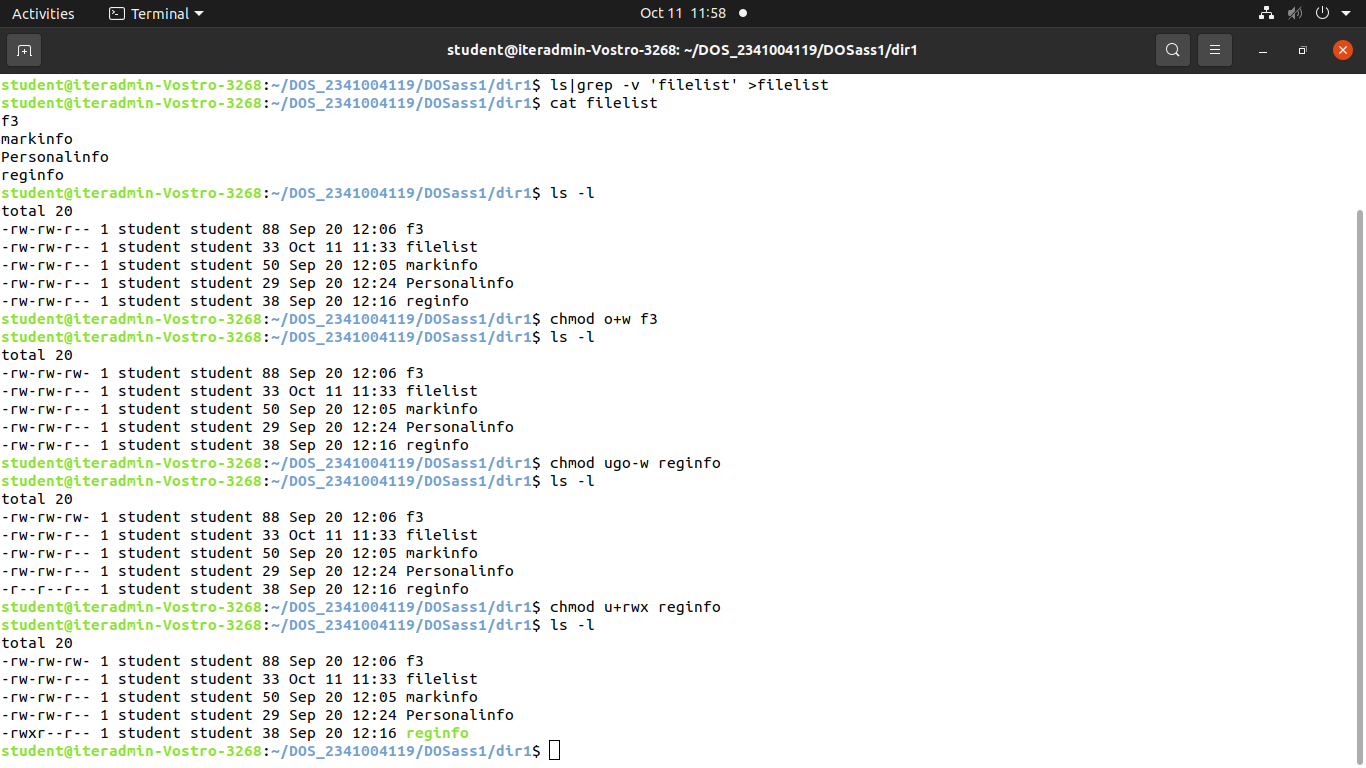 Activities Terminal Oct 11 11:58
student@iteradmin-Vostro-3268: ~/DOS_2341004119/DOSass1/dir1
student@iteradmin-Vostro-3268:~/DOS_2341004119/DOSass1/dir1$ ls|grep -v 'filelist' >filelist
student@iteradmin-Vostro-3268:~/DOS_2341004119/DOSass1/dir1$ cat filelist
f3
markinfo
Personalinfo
reginfo
student@iteradmin-Vostro-3268:~/DOS_2341004119/DOSass1/dir1$ ls -l
total 20
-rw-rw-r-- 1 student student 88 Sep 20 12:06 f3
-rw-rw-r-- 1 student student 33 Oct 11 11:33 filelist
-rw-rw-r-- 1 student student 50 Sep 20 12:05 markinfo
-rw-rw-r-- 1 student student 29 Sep 20 12:24 Personalinfo
-rw-rw-r-- 1 student student 38 Sep 20 12:16 reginfo
student@iteradmin-Vostro-3268:~/DOS_2341004119/DOSass1/dir1$ chmod o+w f3
student@iteradmin-Vostro-3268:~/DOS_2341004119/DOSass1/dir1$ ls -l
total 20
-rw-rw-rw- 1 student student 88 Sep 20 12:06 f3
-rw-rw-r-- 1 student student 33 Oct 11 11:33 filelist
-rw-rw-r-- 1 student student 50 Sep 20 12:05 markinfo
-rw-rw-r-- 1 student student 29 Sep 20 12:24 Personalinfo
-rw-rw-r-- 1 student student 38 Sep 20 12:16 reginfo
student@iteradmin-Vostro-3268:~/DOS_2341004119/DOSass1/dir1$ chmod ugo-w reginfo
student@iteradmin-Vostro-3268:~/DOS_2341004119/DOSass1/dir1$ ls -l
total 20
-rw-rw-rw- 1 student student 88 Sep 20 12:06 f3
-rw-rw-r-- 1 student student 33 Oct 11 11:33 filelist
-rw-rw-r-- 1 student student 50 Sep 20 12:05 markinfo
-rw-rw-r-- 1 student student 29 Sep 20 12:24 Personalinfo
-r--r--r-- 1 student student 38 Sep 20 12:16 reginfo
student@iteradmin-Vostro-3268:~/DOS_2341004119/DOSass1/dir1$ chmod u+rwx reginfo
student@iteradmin-Vostro-3268:~/DOS_2341004119/DOSass1/dir1$ ls -l
total 20
-rw-rw-rw- 1 student student 88 Sep 20 12:06 f3
-rw-rw-r-- 1 student student 33 Oct 11 11:33 filelist
-rw-rw-r-- 1 student student 50 Sep 20 12:05 markinfo
-rw-rw-r-- 1 student student 29 Sep 20 12:24 Personalinfo
-rwxr--r-- 1 student student 38 Sep 20 12:16 reginfo
student@iteradmin-Vostro-3268:~/DOS_2341004119/DOSass1/dir1$